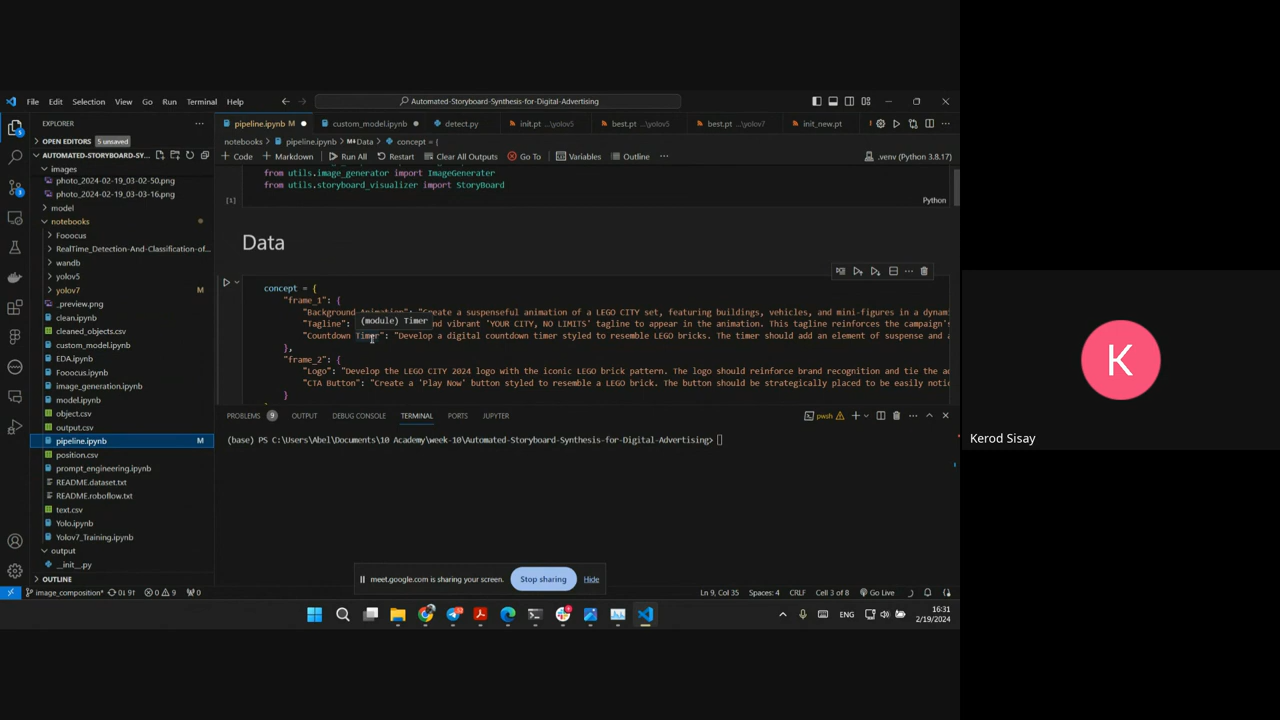 File Edit Selection View Go Run Terminal Help
Automated-Storyboard-Synthesis-for-Digital-Advertising
EXPLORER
OPEN EDITORS 5 unsaved
AUTOMATED-STORYBOARD-SY...
images
photo_2024-02-19_03-02-50.png
photo_2024-02-19_03-03-16.png
model
notebooks
Fooocus
RealTime_Detection-And-Classification-of...
wandb
yolov5
yolov7 M
_preview.png
clean.ipynb
cleaned_objects.csv
custom_model.ipynb
EDA.ipynb
Fooocus.ipynb
image_generation.ipynb
model.ipynb
object.csv
output.csv
pipeline.ipynb M
position.csv
prompt_engineering.ipynb
README.dataset.txt
README.roboflow.txt
text.csv
Yolo.ipynb
Yolov7_Training.ipynb
output
__init__.py
OUTLINE
pipeline.ipynb M
custom_model.ipynb
detect.py
init.pt ...\yolov5
best.pt ...\yolov5
best.pt ...\yolov7
init_new.pt
notebooks > pipeline.ipynb > M↓Data > concept = {
+ Code + Markdown Run All Restart Clear All Outputs Go To Variables Outline ...
.venv (Python 3.8.17)
from utils.image_generator import ImageGenerater
from utils.storyboard_visualizer import StoryBoard
[1]
Python
Data
concept = {
"frame_1": {
"Background Animation": "Create a suspenseful animation of a LEGO CITY set, featuring buildings, vehicles, and mini-figures in a dynami
(module) Timer
"Tagline": nd vibrant 'YOUR CITY, NO LIMITS' tagline to appear in the animation. This tagline reinforces the campaign's
"Countdown Timer": "Develop a digital countdown timer styled to resemble LEGO bricks. The timer should add an element of suspense and a
},
"frame_2": {
"Logo": "Develop the LEGO CITY 2024 logo with the iconic LEGO brick pattern. The logo should reinforce brand recognition and tie the ad
"CTA Button": "Create a 'Play Now' button styled to resemble a LEGO brick. The button should be strategically placed to be easily notic
}
PROBLEMS 9 OUTPUT DEBUG CONSOLE TERMINAL PORTS JUPYTER
pwsh
(base) PS C:\Users\Abel\Documents\10 Academy\week-10\Automated-Storyboard-Synthesis-for-Digital-Advertising>
meet.google.com is sharing your screen. Stop sharing Hide
image_composition* 0↓ 9↑ 0 9 0
Ln 9, Col 35 Spaces: 4 CRLF Cell 3 of 8 Go Live
ENG
16:31
2/19/2024
K
Kerod Sisay